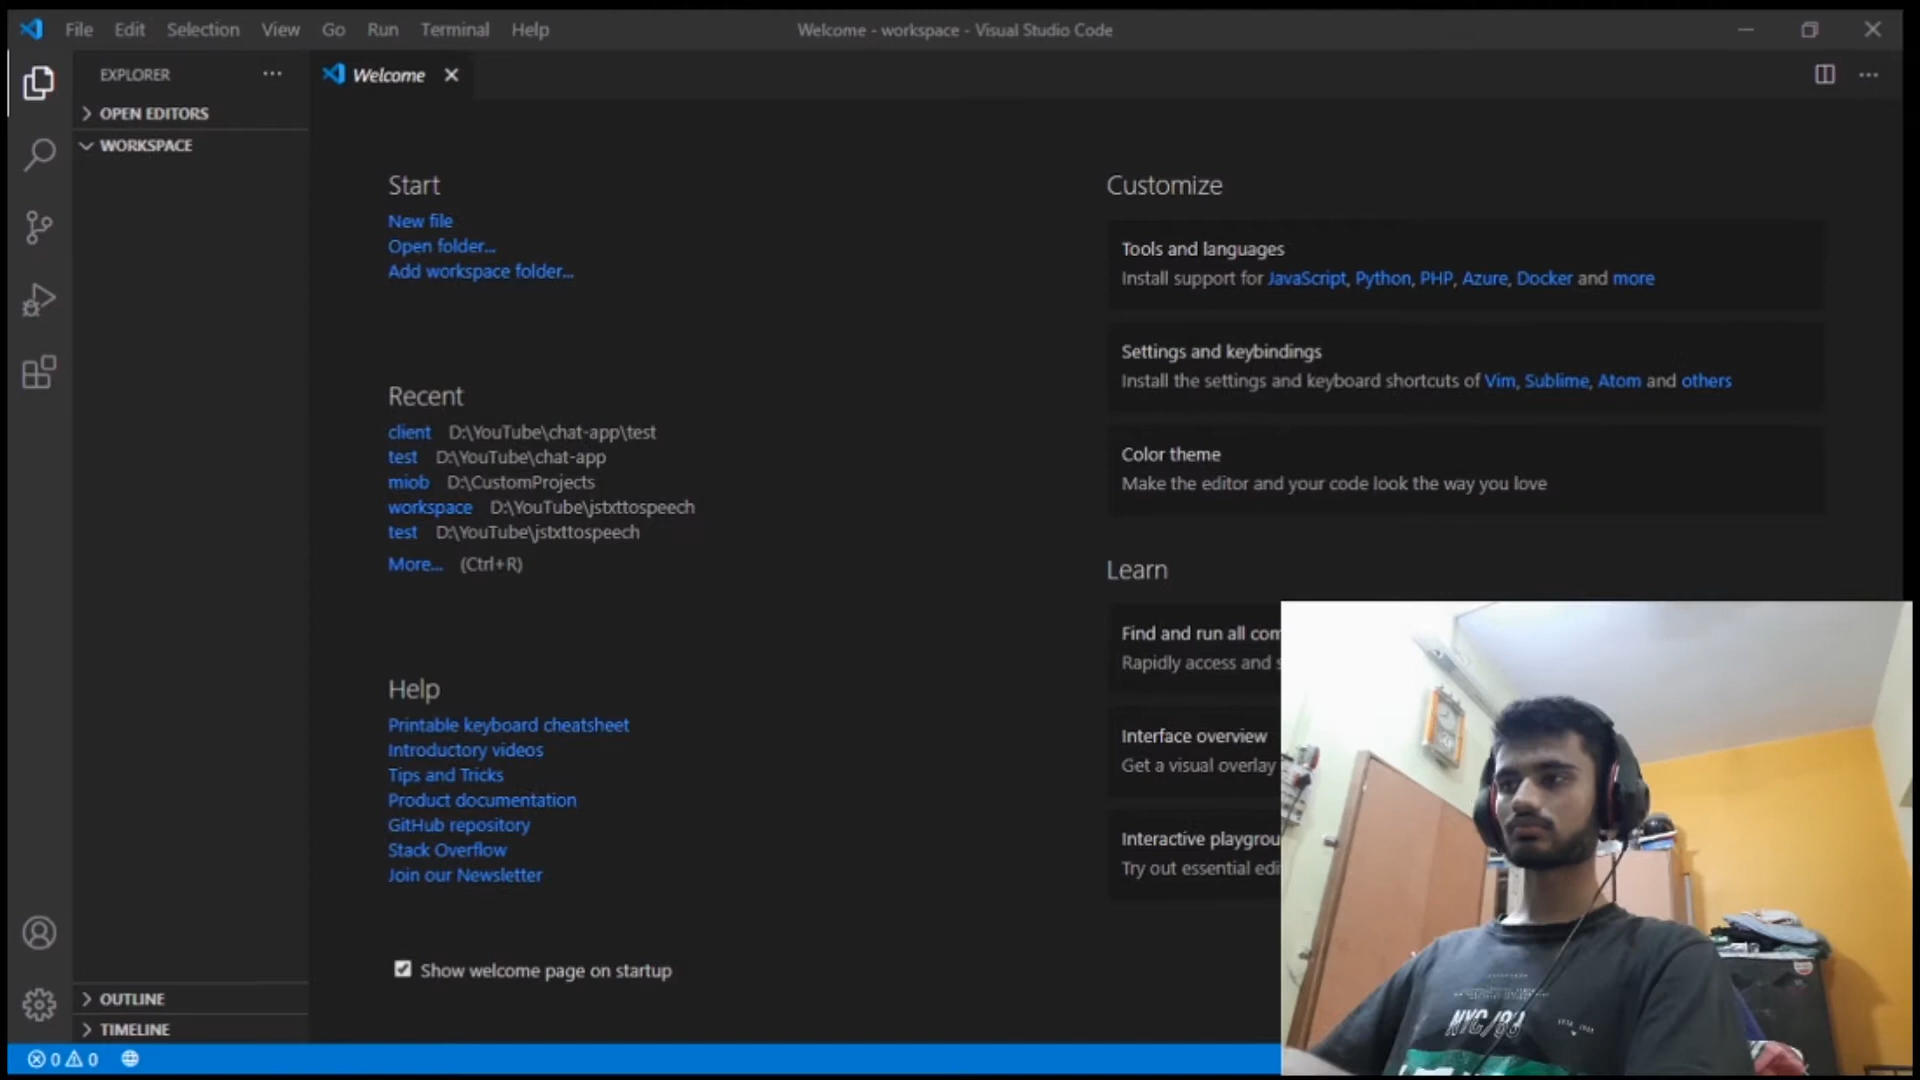 File Edit Selection View Go Run Terminal Help
Welcome - workspace - Visual Studio Code
EXPLORER
Welcome
OPEN EDITORS
WORKSPACE
Start
New file
Open folder...
Add workspace folder...
Recent
client D:\YouTube\chat-app\test
test D:\YouTube\chat-app
miob D:\CustomProjects
workspace D:\YouTube\jstxttospeech
test D:\YouTube\jstxttospeech
More... (Ctrl+R)
Help
Printable keyboard cheatsheet
Introductory videos
Tips and Tricks
Product documentation
GitHub repository
Stack Overflow
Join our Newsletter
Show welcome page on startup
Customize
Tools and languages
Install support for JavaScript, Python, PHP, Azure, Docker and more
Settings and keybindings
Install the settings and keyboard shortcuts of Vim, Sublime, Atom and others
Color theme
Make the editor and your code look the way you love
Learn
Find and run all com
Rapidly access and s
Interface overview
Get a visual overlay
Interactive playgrou
Try out essential edi
OUTLINE
TIMELINE
0 0
NYC/